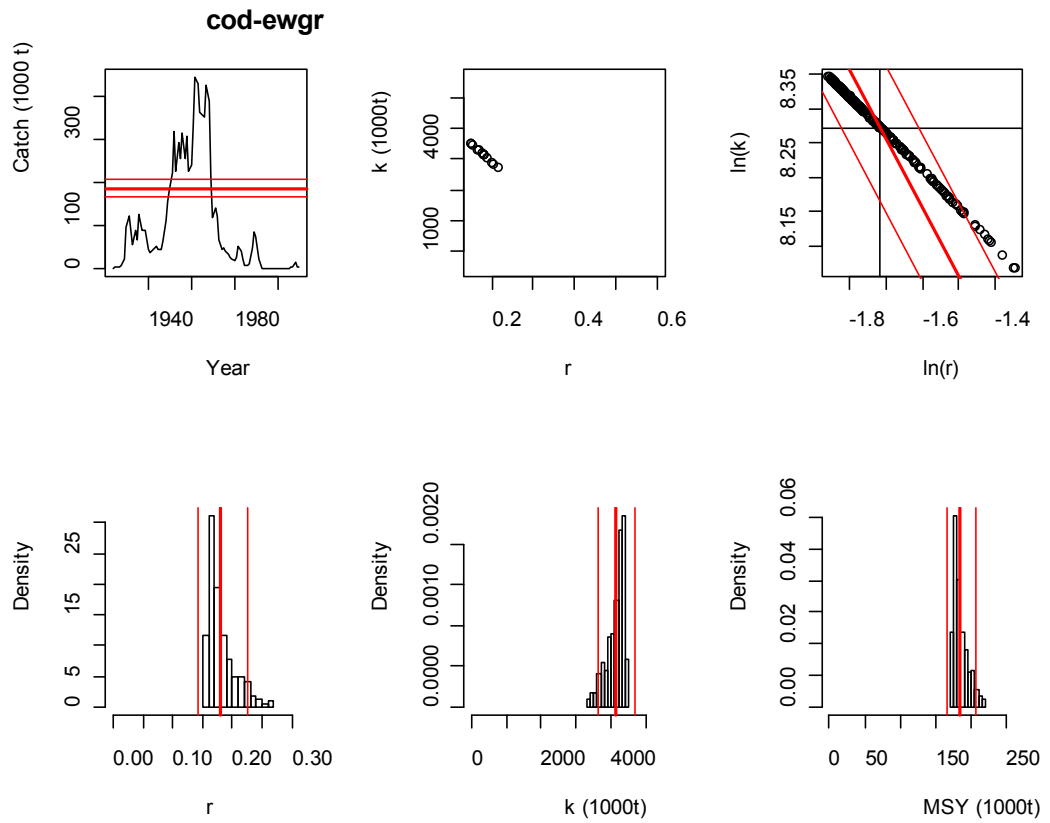 cod-ewgr
Catch (1000 t)
0
100
300
1940
1980
Year
k (1000t)
1000
4000
0.2
0.4
0.6
r
ln(k)
8.15
8.25
8.35
-1.8
-1.6
-1.4
ln(r)
Density
0
5
15
25
0.00
0.10
0.20
0.30
r
Density
0.0000
0.0010
0.0020
0
2000
4000
k (1000t)
Density
0.00
0.02
0.04
0.06
0
50
150
250
MSY (1000t)